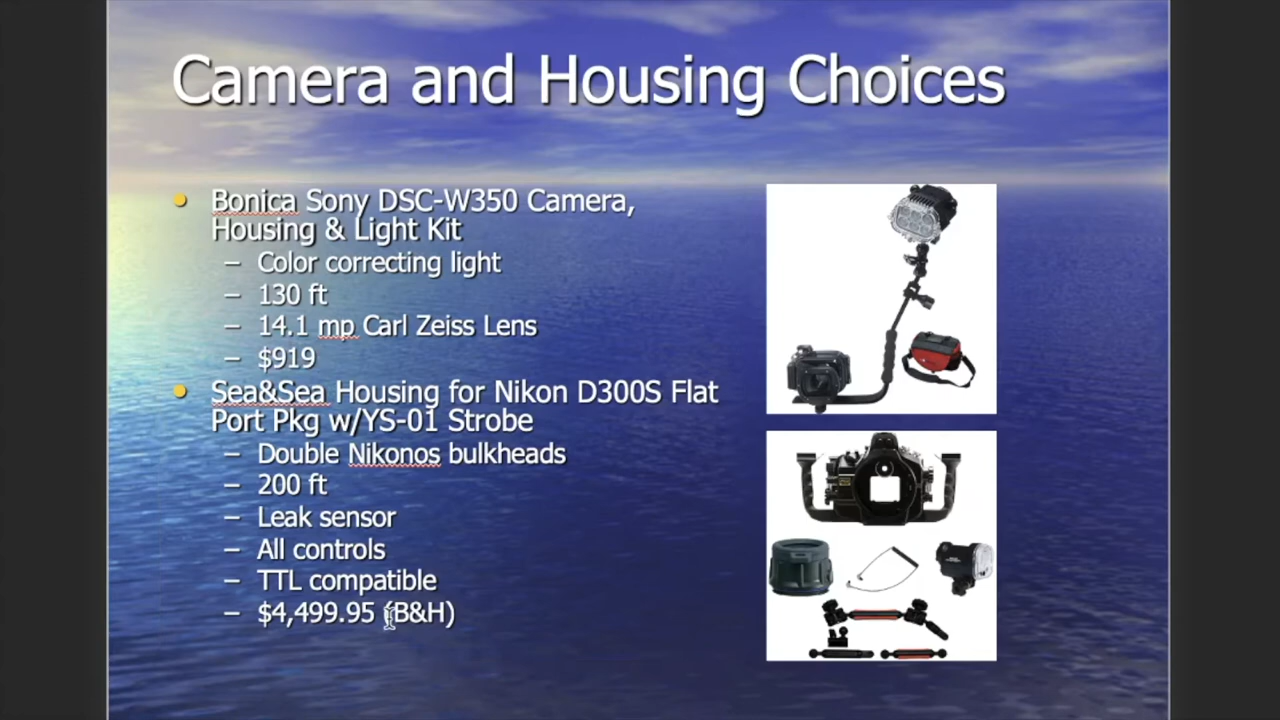 Camera and Housing Choices
Bonica Sony DSC-W350 Camera,
Housing & Light Kit
– Color correcting light
– 130 ft
– 14.1 mp Carl Zeiss Lens
– $919
Sea&Sea Housing for Nikon D300S Flat
Port Pkg w/YS-01 Strobe
– Double Nikonos bulkheads
– 200 ft
– Leak sensor
– All controls
– TTL compatible
– $4,499.95 (B&H)